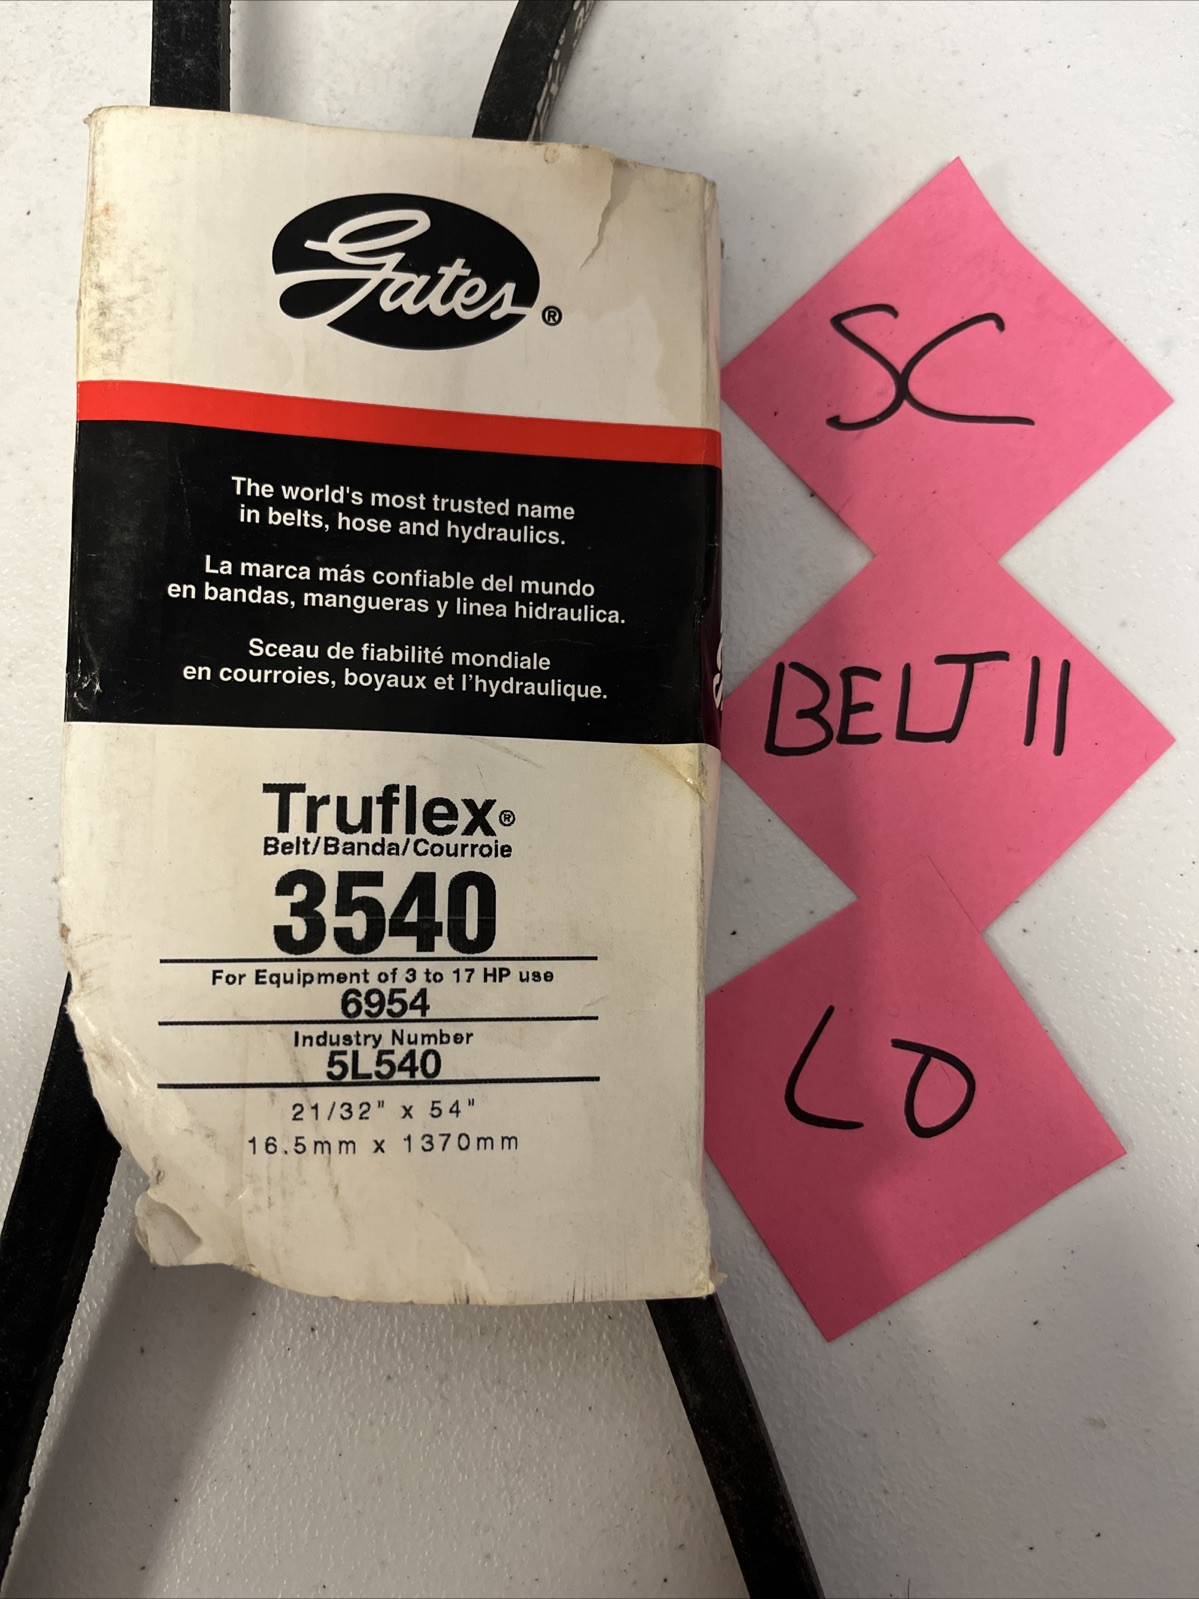 Gates®
The world's most trusted name
in belts, hose and hydraulics.
La marca más confiable del mundo
en bandas, mangueras y linea hidraulica.
Sceau de fiabilité mondiale
en courroies, boyaux et l'hydraulique.
Truflex®
Belt/Banda/Courroie
3540
For Equipment of 3 to 17 HP use
6954
Industry Number
5L540
21/32" x 54"
16.5mm x 1370mm
SC
BELT 11
LO